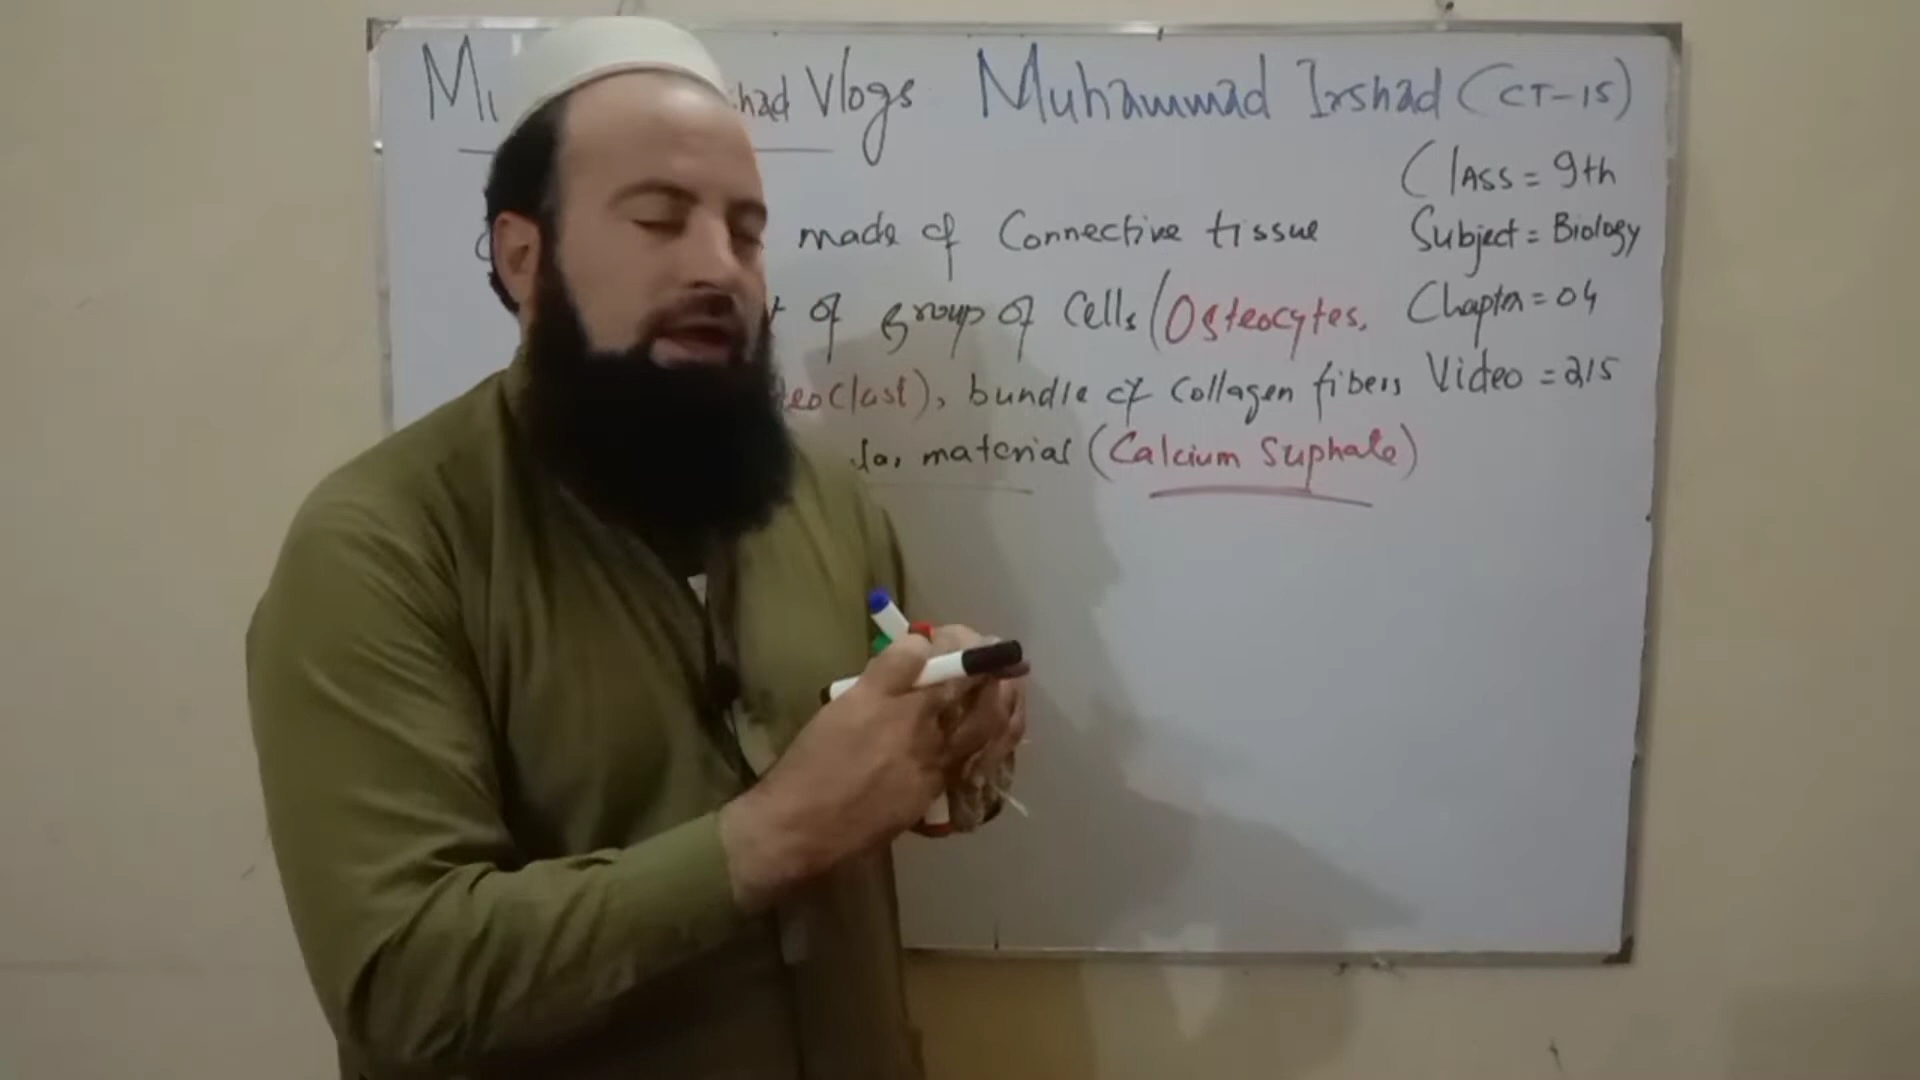 Vlogs Muhammad Irshad (CT-15)
Class = 9th
made of Connective tissue Subject = Biology
of group of Cells (Osteocytes, Chapter = 04
bundle of Collagen fibers Video = 215
material (Calcium Suphate)